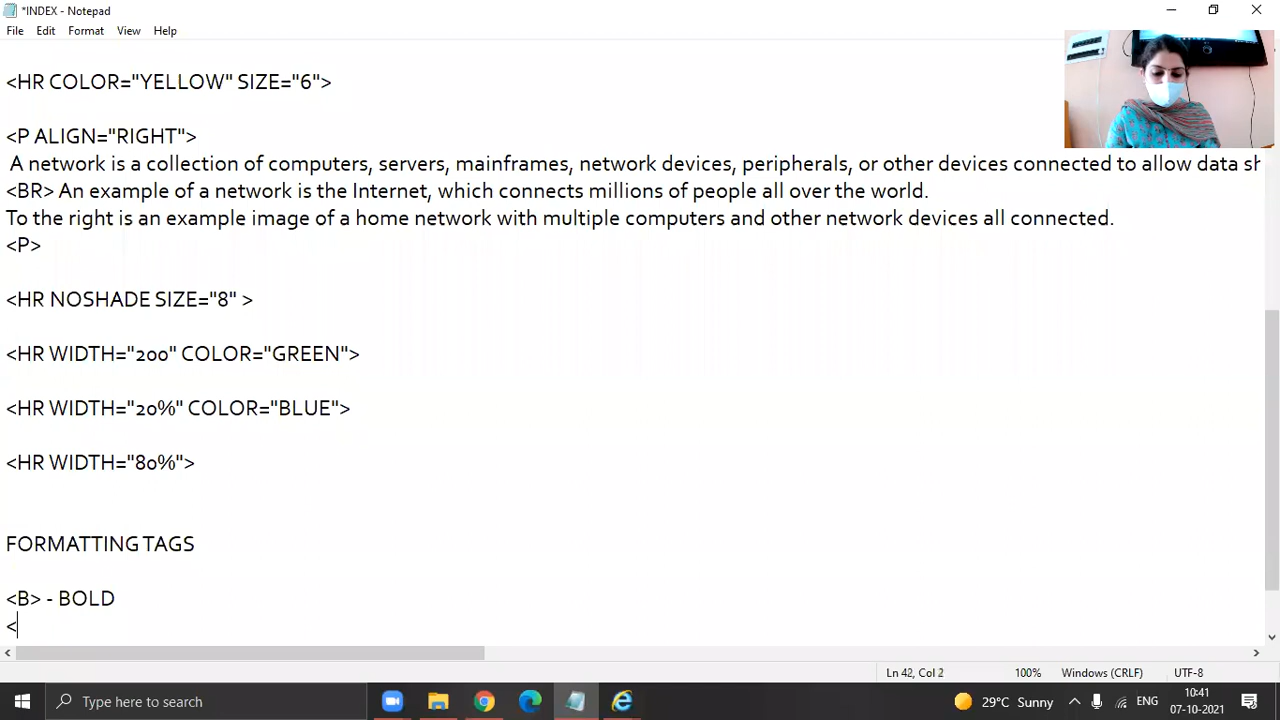 *INDEX - Notepad
File Edit Format View Help
<HR COLOR="YELLOW" SIZE="6">
<P ALIGN="RIGHT">
A network is a collection of computers, servers, mainframes, network devices, peripherals, or other devices connected to allow data sh
<BR> An example of a network is the Internet, which connects millions of people all over the world.
To the right is an example image of a home network with multiple computers and other network devices all connected.
<P>
<HR NOSHADE SIZE="8" >
<HR WIDTH="200" COLOR="GREEN">
<HR WIDTH="20%" COLOR="BLUE">
<HR WIDTH="80%">
FORMATTING TAGS
<B> - BOLD
<
Ln 42, Col 2 100% Windows (CRLF) UTF-8
Type here to search 29°C Sunny ENG 10:41
07-10-2021